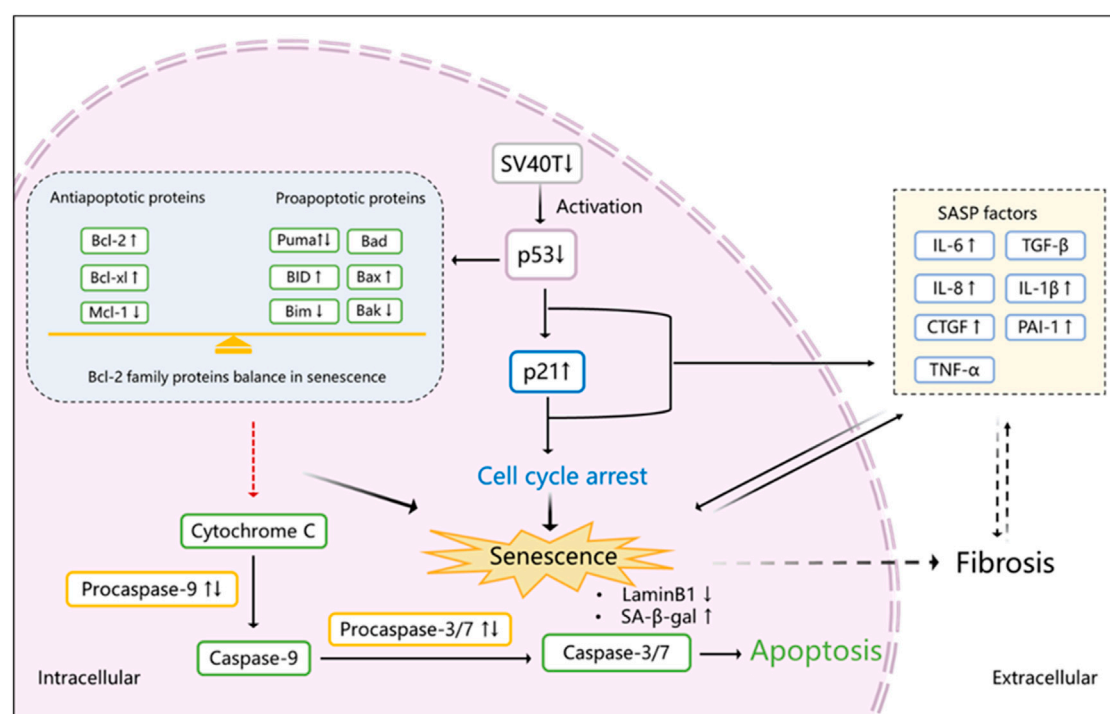 SV40T↓
Activation
p53↓
Antiapoptotic proteins
Proapoptotic proteins
Bcl-2↑
Puma↑↓
Bad
Bcl-xl↑
BID ↑
Bax↑
Mcl-1 ↓
Bim ↓
Bak↓
Bcl-2 family proteins balance in senescence
p21↑
SASP factors
IL-6 ↑
TGF-β
IL-8 ↑
IL-1β ↑
CTGF ↑
PAI-1 ↑
TNF-α
Cell cycle arrest
Cytochrome C
Senescence
Fibrosis
• LaminB1 ↓
• SA-β-gal ↑
Procaspase-9 ↑↓
Procaspase-3/7 ↑↓
Caspase-9
Caspase-3/7
Apoptosis
Intracellular
Extracellular